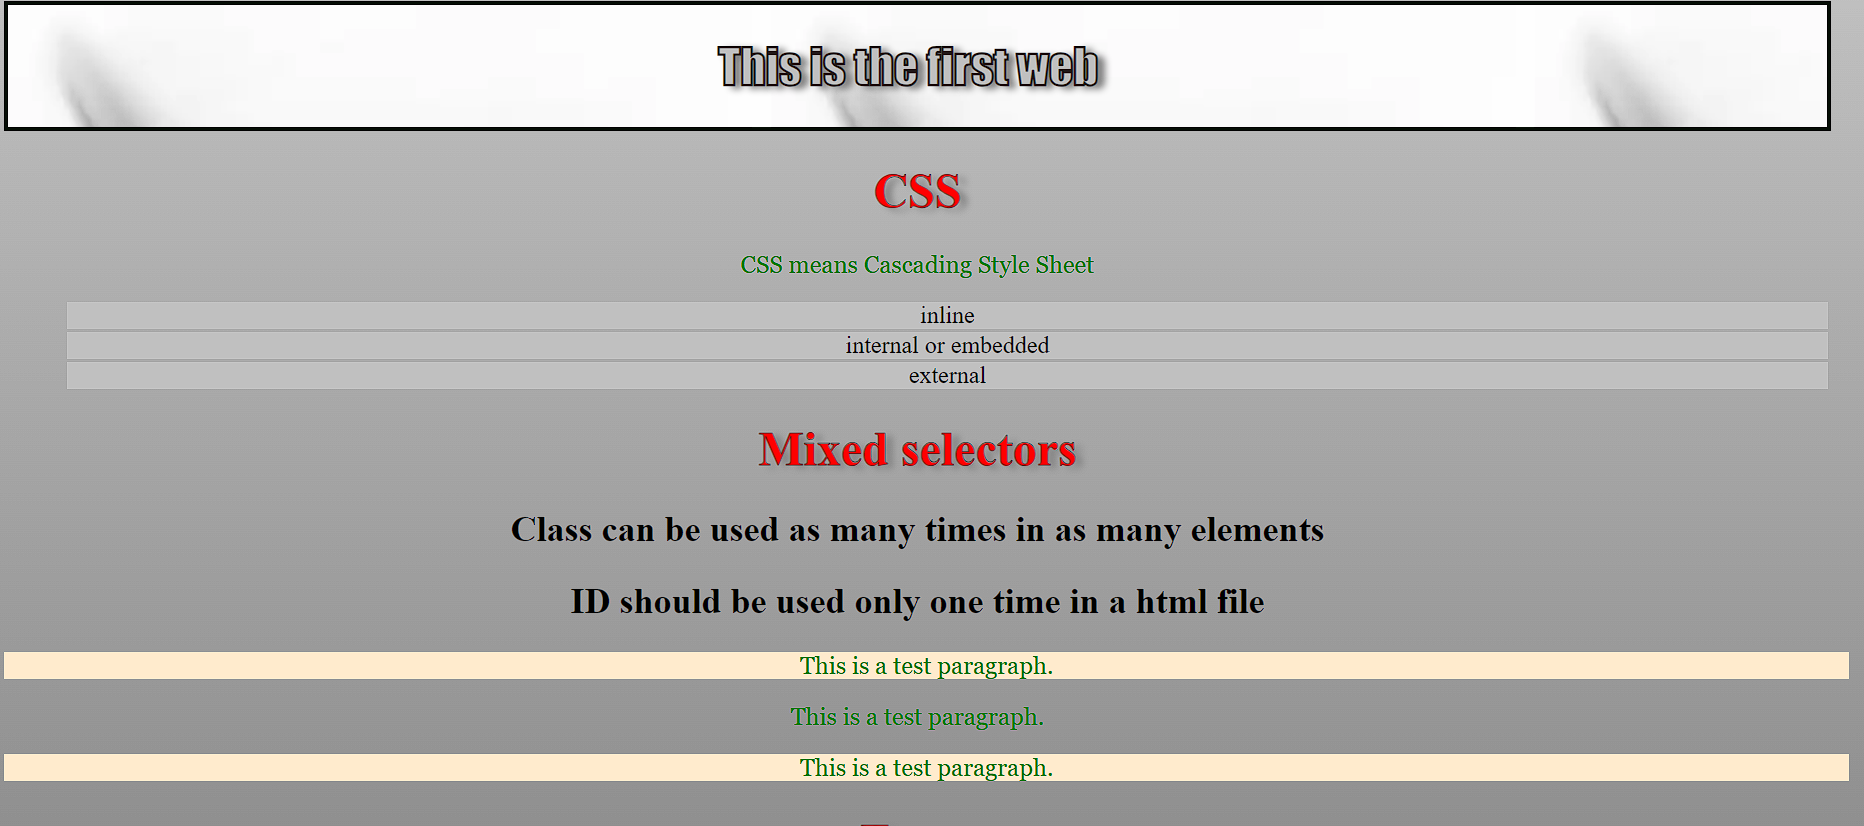 This is the first web
CSS
CSS means Cascading Style Sheet
inline
internal or embedded
external
Mixed selectors
Class can be used as many times in as many elements
ID should be used only one time in a html file
This is a test paragraph.
This is a test paragraph.
This is a test paragraph.